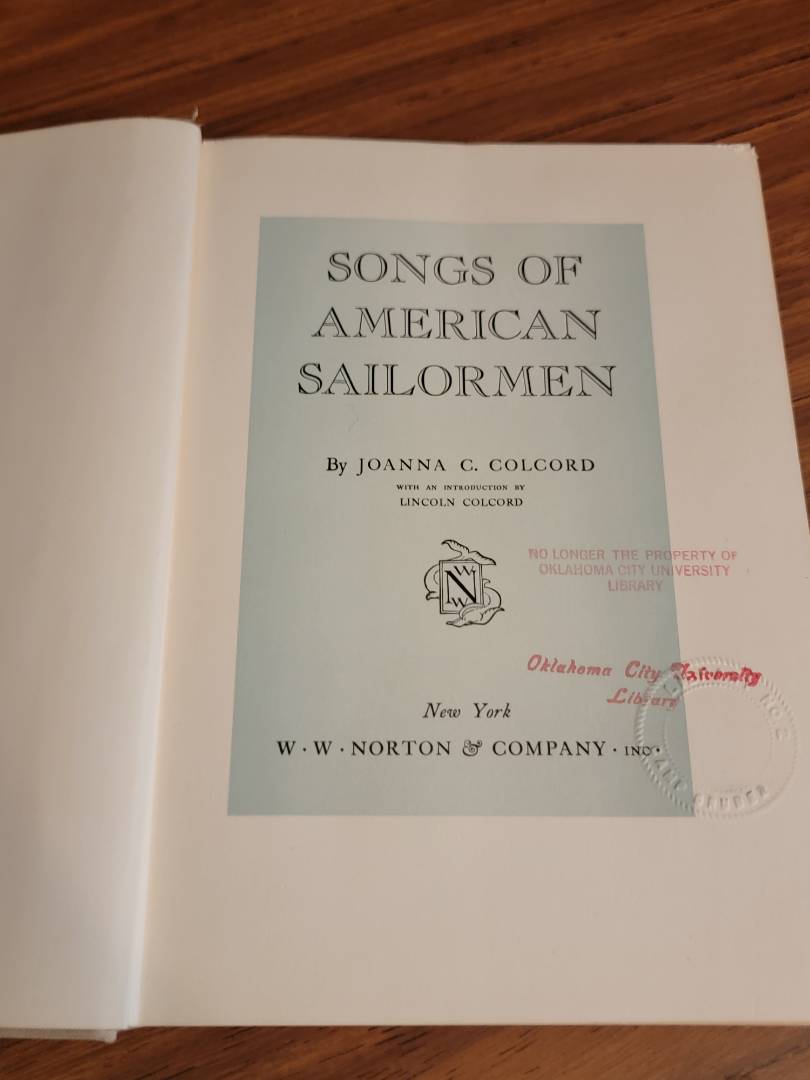 SONGS OF
AMERICAN
SAILORMEN
By JOANNA C. COLCORD
WITH AN INTRODUCTION BY
LINCOLN COLCORD
W
N
W
NO LONGER THE PROPERTY OF
OKLAHOMA CITY UNIVERSITY
LIBRARY
Oklahoma City University
Library
New York
W · W · NORTON & COMPANY · INC ·